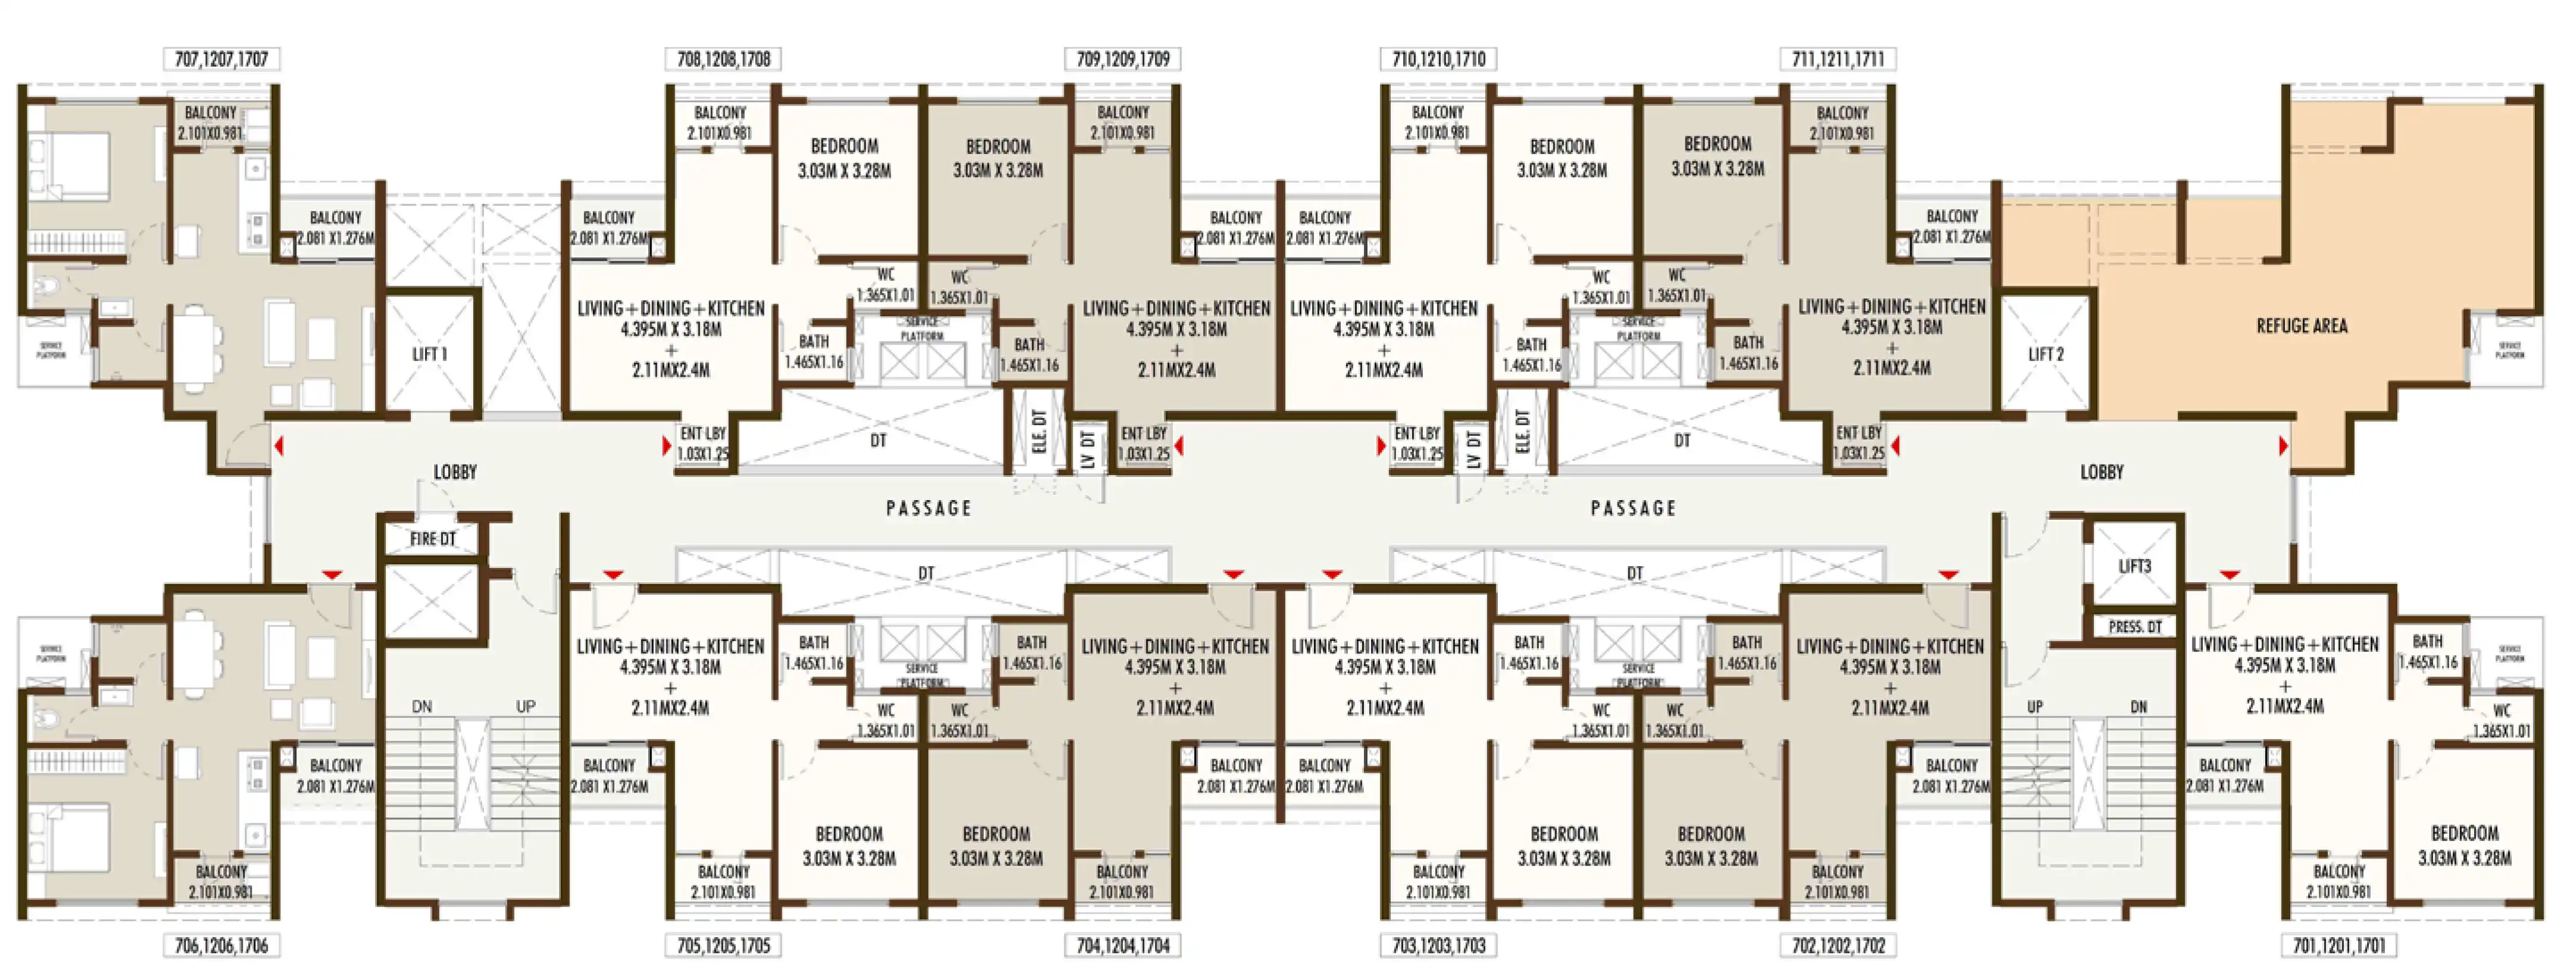 707,1207,1707
708,1208,1708
709,1209,1709
710,1210,1710
711,1211,1711
BALCONY
2.101X0.981
BALCONY
2.101X0.981
BEDROOM
3.03M X 3.28M
BEDROOM
3.03M X 3.28M
BALCONY
2.101X0.981
BALCONY
2.101X0.981
BEDROOM
3.03M X 3.28M
BEDROOM
3.03M X 3.28M
BALCONY
2.101X0.981
BALCONY
2.081 X1.276M
BALCONY
2.081 X1.276M
BALCONY
2.081 X1.276M
BALCONY
2.081 X1.276M
BALCONY
2.081 X1.276M
SERVICE
PLATFORM
LIFT 1
LIVING+DINING+KITCHEN
4.395M X 3.18M
+
2.11MX2.4M
WC
1.365X1.01
BATH
1.465X1.16
SERVICE
PLATFORM
WC
1.365X1.01
BATH
1.465X1.16
LIVING+DINING+KITCHEN
4.395M X 3.18M
+
2.11MX2.4M
LIVING+DINING+KITCHEN
4.395M X 3.18M
+
2.11MX2.4M
WC
1.365X1.01
BATH
1.465X1.16
SERVICE
PLATFORM
WC
1.365X1.01
BATH
1.465X1.16
LIVING+DINING+KITCHEN
4.395M X 3.18M
+
2.11MX2.4M
LIFT 2
REFUGE AREA
SERVICE
PLATFORM
LOBBY
ENT LBY
1.03X1.25
DT
ELE. DT
LV DT
ENT LBY
1.03X1.25
ENT LBY
1.03X1.25
LV DT
ELE. DT
DT
ENT LBY
1.03X1.25
LOBBY
PASSAGE
PASSAGE
FIRE DT
DT
DT
LIFT3
PRESS. DT
SERVICE
PLATFORM
LIVING+DINING+KITCHEN
4.395M X 3.18M
+
2.11MX2.4M
BATH
1.465X1.16
SERVICE
PLATFORM
WC
1.365X1.01
BATH
1.465X1.16
WC
1.365X1.01
LIVING+DINING+KITCHEN
4.395M X 3.18M
+
2.11MX2.4M
LIVING+DINING+KITCHEN
4.395M X 3.18M
+
2.11MX2.4M
BATH
1.465X1.16
SERVICE
PLATFORM
WC
1.365X1.01
BATH
1.465X1.16
WC
1.365X1.01
LIVING+DINING+KITCHEN
4.395M X 3.18M
+
2.11MX2.4M
LIVING+DINING+KITCHEN
4.395M X 3.18M
+
2.11MX2.4M
BATH
1.465X1.16
SERVICE
PLATFORM
WC
1.365X1.01
DN
UP
UP
DN
BALCONY
2.081 X1.276M
BALCONY
2.081 X1.276M
BALCONY
2.081 X1.276M
BALCONY
2.081 X1.276M
BALCONY
2.081 X1.276M
BALCONY
2.081 X1.276M
BALCONY
2.101X0.981
BALCONY
2.101X0.981
BEDROOM
3.03M X 3.28M
BEDROOM
3.03M X 3.28M
BALCONY
2.101X0.981
BALCONY
2.101X0.981
BEDROOM
3.03M X 3.28M
BEDROOM
3.03M X 3.28M
BALCONY
2.101X0.981
BALCONY
2.101X0.981
BEDROOM
3.03M X 3.28M
706,1206,1706
705,1205,1705
704,1204,1704
703,1203,1703
702,1202,1702
701,1201,1701